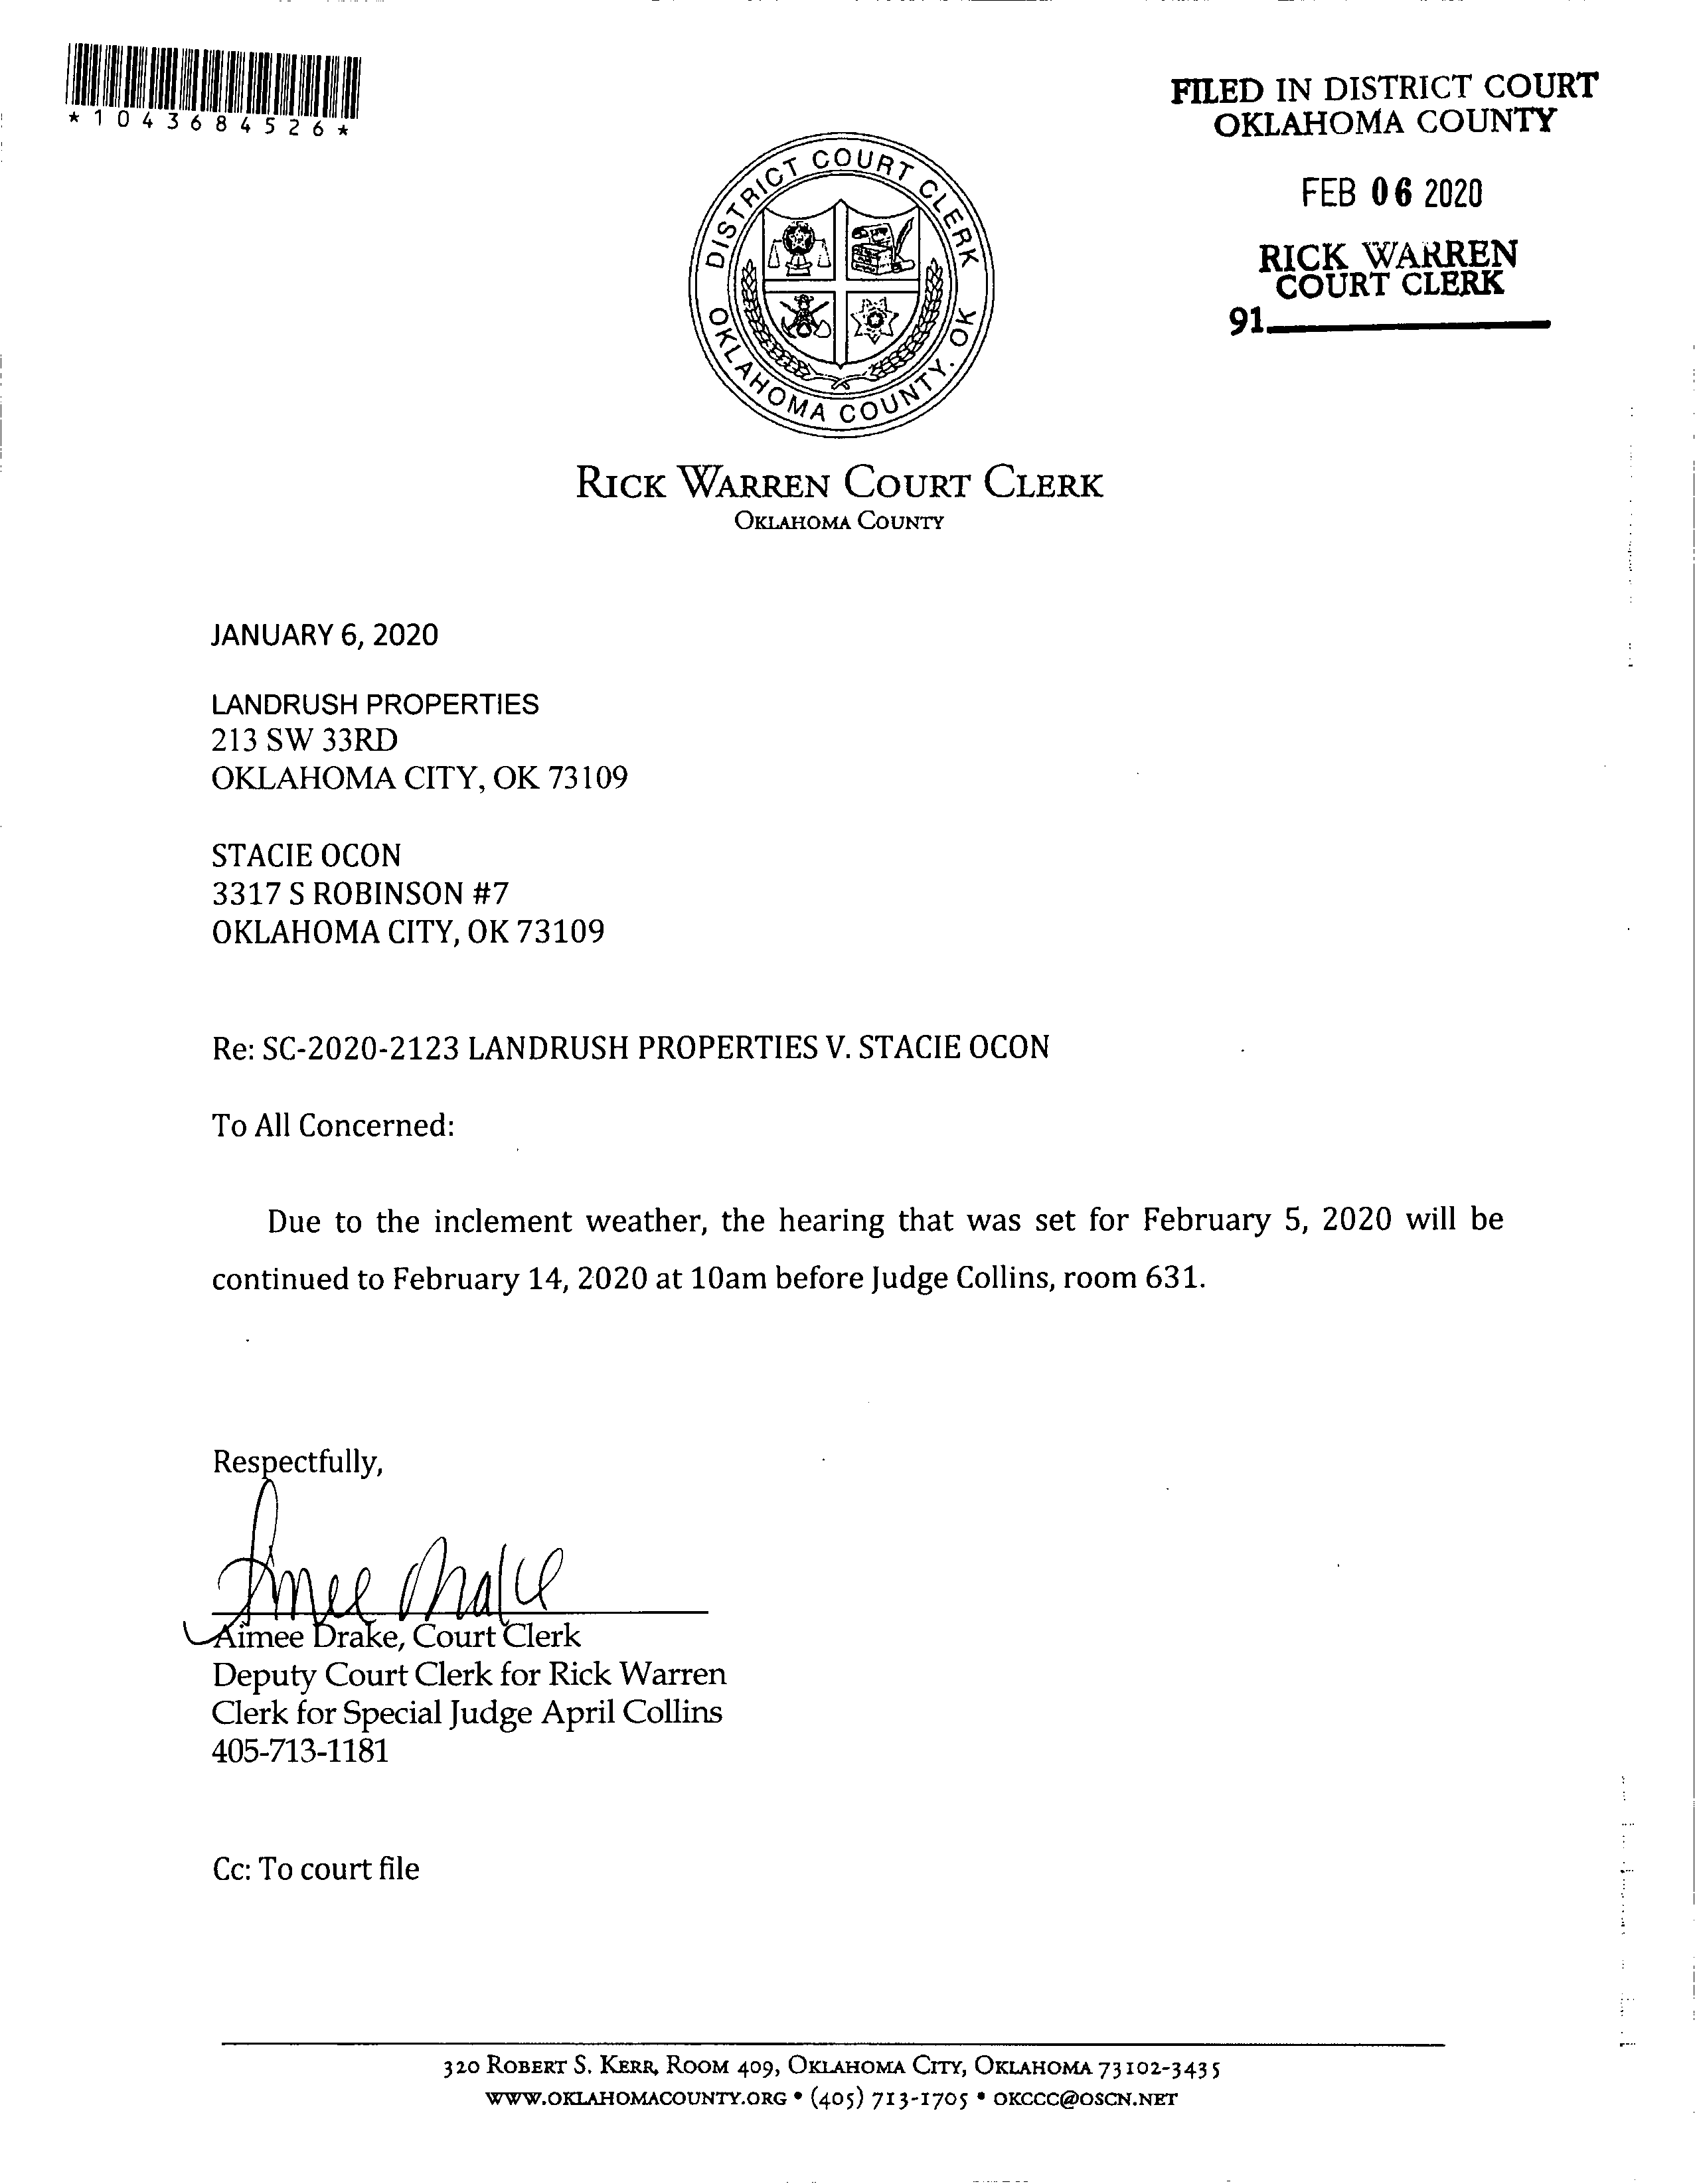 *1043684526*
FILED IN DISTRICT COURT
OKLAHOMA COUNTY
FEB 06 2020
RICK WARREN
COURT CLERK
91
DISTRICT COURT CLERK
OKLAHOMA COUNTY, OK
RICK WARREN COURT CLERK
OKLAHOMA COUNTY
JANUARY 6, 2020
LANDRUSH PROPERTIES
213 SW 33RD
OKLAHOMA CITY, OK 73109
STACIE OCON
3317 S ROBINSON #7
OKLAHOMA CITY, OK 73109
Re: SC-2020-2123 LANDRUSH PROPERTIES V. STACIE OCON
To All Concerned:
Due to the inclement weather, the hearing that was set for February 5, 2020 will be
continued to February 14, 2020 at 10am before Judge Collins, room 631.
Respectfully,
Aimee Drake
Aimee Drake, Court Clerk
Deputy Court Clerk for Rick Warren
Clerk for Special Judge April Collins
405-713-1181
Cc: To court file
320 ROBERT S. KERR, ROOM 409, OKLAHOMA CITY, OKLAHOMA 73102-3435
WWW.OKLAHOMACOUNTY.ORG • (405) 713-1705 • OKCCC@OSCN.NET